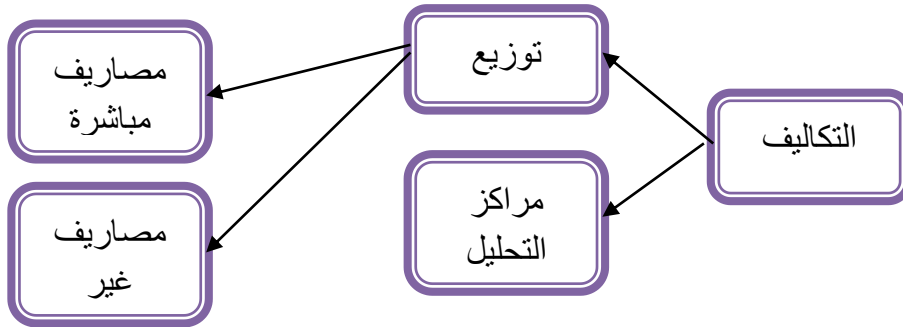 التكاليف
توزيع
مراكز
التحليل
مصاريف
مباشرة
مصاريف
غير